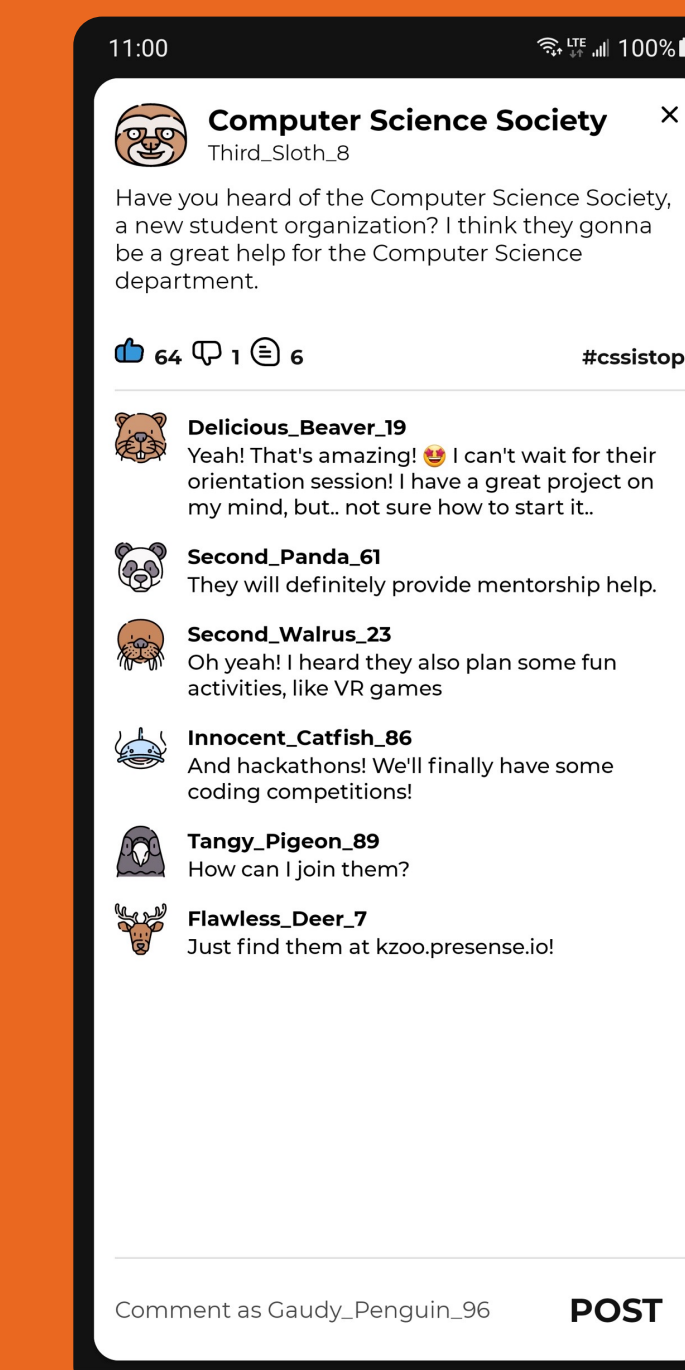 11:00
LTE
100%
Computer Science Society
Third_Sloth_8
Have you heard of the Computer Science Society,
a new student organization? I think they gonna
be a great help for the Computer Science
department.
64 1 6 #cssistop
Delicious_Beaver_19
Yeah! That's amazing! 🤩 I can't wait for their
orientation session! I have a great project on
my mind, but.. not sure how to start it..
Second_Panda_61
They will definitely provide mentorship help.
Second_Walrus_23
Oh yeah! I heard they also plan some fun
activities, like VR games
Innocent_Catfish_86
And hackathons! We'll finally have some
coding competitions!
Tangy_Pigeon_89
How can I join them?
Flawless_Deer_7
Just find them at kzoo.presense.io!
Comment as Gaudy_Penguin_96
POST